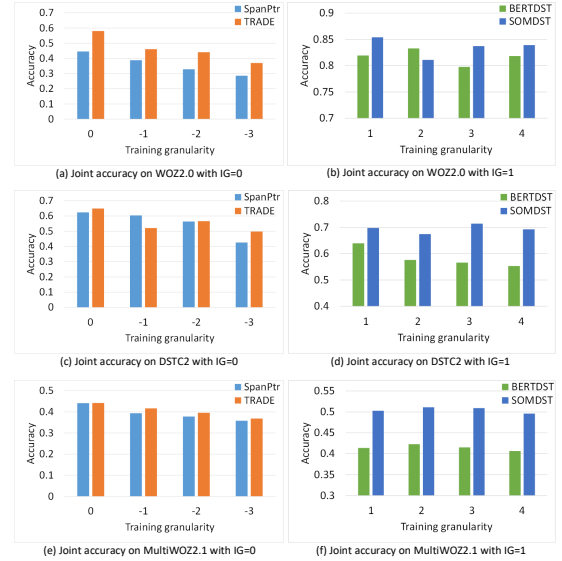 SpanPtr
TRADE
0.7
0.6
0.5
0.4
0.3
0.2
0.1
0
Accuracy
0 -1 -2 -3
Training granularity
(a) Joint accuracy on WOZ2.0 with IG=0
BERTDST
SOMDST
0.9
0.85
0.8
0.75
0.7
Accuracy
1 2 3 4
Training granularity
(b) Joint accuracy on WOZ2.0 with IG=1
SpanPtr
TRADE
0.7
0.6
0.5
0.4
0.3
0.2
0.1
0
Accuracy
0 -1 -2 -3
Training granularity
(c) Joint accuracy on DSTC2 with IG=0
BERTDST
SOMDST
0.8
0.7
0.6
0.5
0.4
Accuracy
1 2 3 4
Training granularity
(d) Joint accuracy on DSTC2 with IG=1
SpanPtr
TRADE
0.5
0.4
0.3
0.2
0.1
0
Accuracy
0 -1 -2 -3
Training granularity
(e) Joint accuracy on MultiWOZ2.1 with IG=0
BERTDST
SOMDST
0.55
0.5
0.45
0.4
0.35
0.3
Accuracy
1 2 3 4
Training granularity
(f) Joint accuracy on MultiWOZ2.1 with IG=1